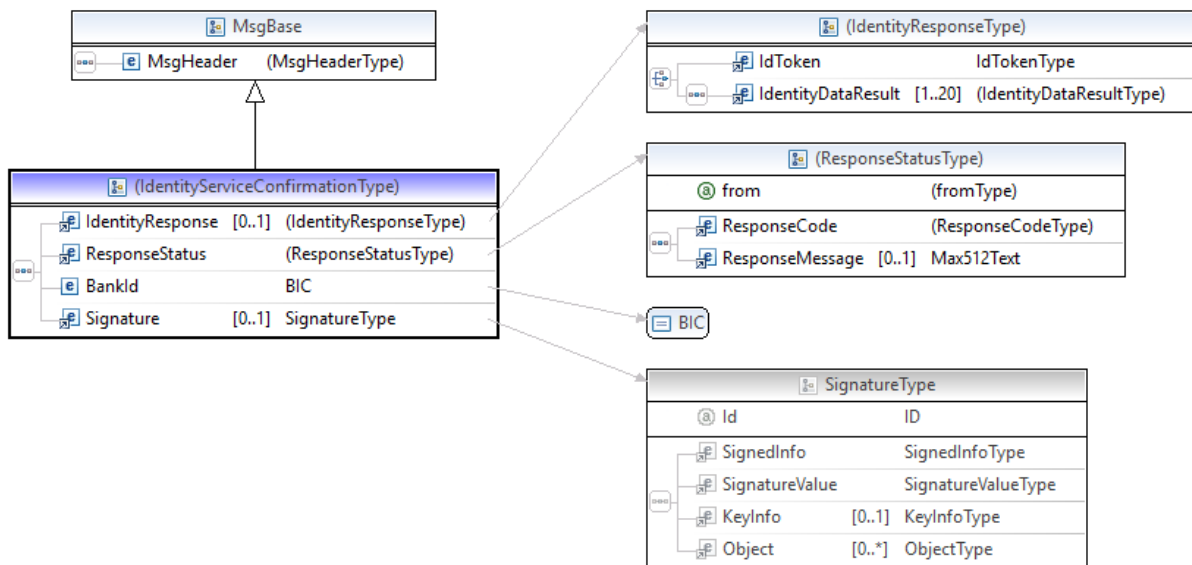 MsgBase
MsgHeader (MsgHeaderType)
(IdentityServiceConfirmationType)
IdentityResponse [0..1] (IdentityResponseType)
ResponseStatus (ResponseStatusType)
BankId BIC
Signature [0..1] SignatureType
(IdentityResponseType)
IdToken IdTokenType
IdentityDataResult [1..20] (IdentityDataResultType)
(ResponseStatusType)
from (fromType)
ResponseCode (ResponseCodeType)
ResponseMessage [0..1] Max512Text
BIC
SignatureType
Id ID
SignedInfo SignedInfoType
SignatureValue SignatureValueType
KeyInfo [0..1] KeyInfoType
Object [0..*] ObjectType